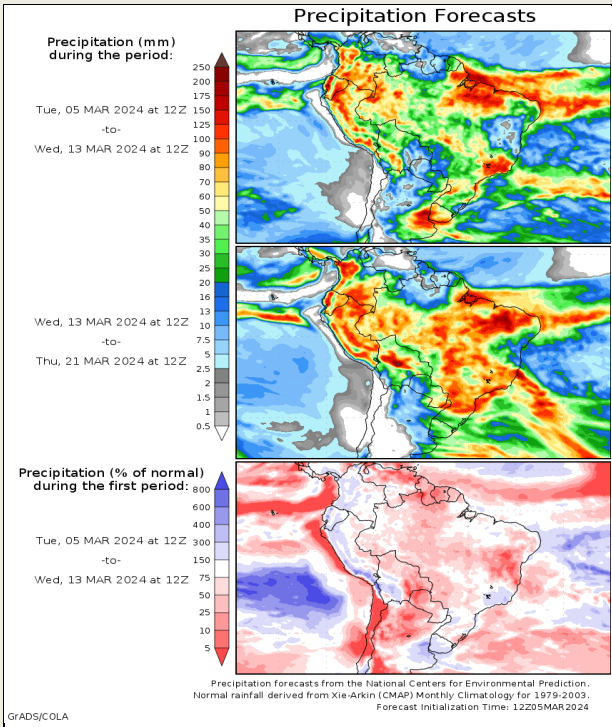 Precipitation Forecasts
Precipitation (mm)
during the period:
Tue, 05 MAR 2024 at 12Z
-to-
Wed, 13 MAR 2024 at 12Z
250
200
175
150
125
100
90
80
70
60
50
40
35
30
25
20
16
13
10
7.5
5
2.5
2
1.5
1
0.5
Wed, 13 MAR 2024 at 12Z
-to-
Thu, 21 MAR 2024 at 12Z
Precipitation (% of normal)
during the first period:
Tue, 05 MAR 2024 at 12Z
-to-
Wed, 13 MAR 2024 at 12Z
800
600
400
300
150
75
50
25
10
5
Precipitation forecasts from the National Centers for Environmental Prediction.
Normal rainfall derived from Xie-Arkin (CMAP) Monthly Climatology for 1979-2003.
Forecast Initialization Time: 12Z05MAR2024
GrADS/COLA